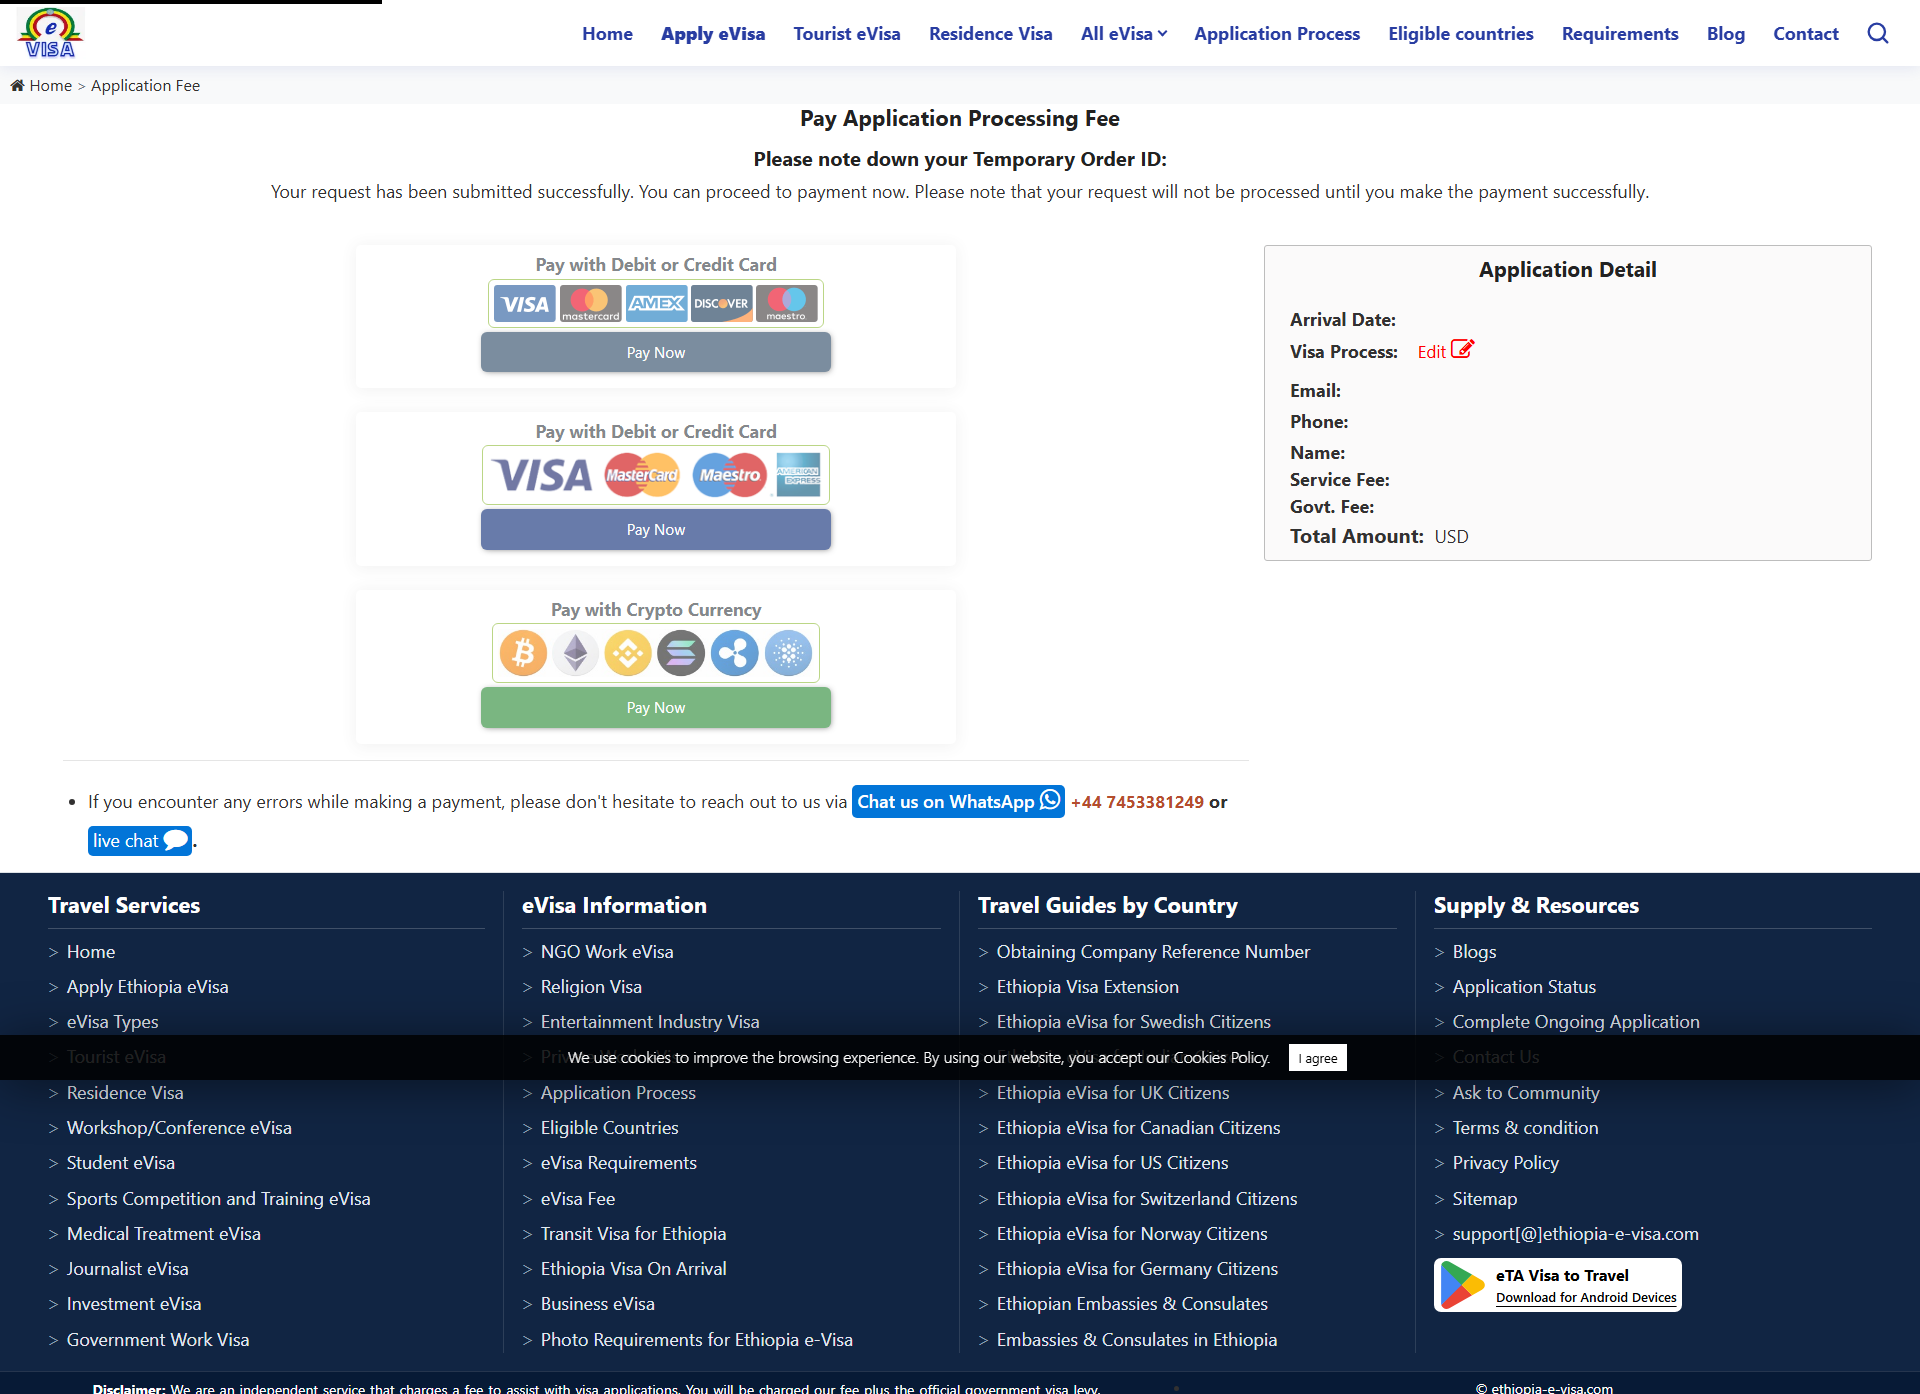 e
VISA
Home
Apply eVisa
Tourist eVisa
Residence Visa
All eVisa
Application Process
Eligible countries
Requirements
Blog
Contact
Home > Application Fee
Pay Application Processing Fee
Please note down your Temporary Order ID:
Your request has been submitted successfully. You can proceed to payment now. Please note that your request will not be processed until you make the payment successfully.
Pay with Debit or Credit Card
VISA mastercard AMEX DISCOVER maestro
Pay Now
Pay with Debit or Credit Card
VISA MasterCard Maestro AMERICAN EXPRESS
Pay Now
Pay with Crypto Currency
Pay Now
Application Detail
Arrival Date:
Visa Process: Edit
Email:
Phone:
Name:
Service Fee:
Govt. Fee:
Total Amount: USD
If you encounter any errors while making a payment, please don't hesitate to reach out to us via Chat us on WhatsApp +44 7453381249 or
live chat .
Travel Services
> Home
> Apply Ethiopia eVisa
> eVisa Types
> Tourist eVisa
> Residence Visa
> Workshop/Conference eVisa
> Student eVisa
> Sports Competition and Training eVisa
> Medical Treatment eVisa
> Journalist eVisa
> Investment eVisa
> Government Work Visa
eVisa Information
> NGO Work eVisa
> Religion Visa
> Entertainment Industry Visa
> Application Process
> Eligible Countries
> eVisa Requirements
> eVisa Fee
> Transit Visa for Ethiopia
> Ethiopia Visa On Arrival
> Business eVisa
> Photo Requirements for Ethiopia e-Visa
Travel Guides by Country
> Obtaining Company Reference Number
> Ethiopia Visa Extension
> Ethiopia eVisa for Swedish Citizens
> Ethiopia eVisa for UK Citizens
> Ethiopia eVisa for Canadian Citizens
> Ethiopia eVisa for US Citizens
> Ethiopia eVisa for Switzerland Citizens
> Ethiopia eVisa for Norway Citizens
> Ethiopia eVisa for Germany Citizens
> Ethiopian Embassies & Consulates
> Embassies & Consulates in Ethiopia
Supply & Resources
> Blogs
> Application Status
> Complete Ongoing Application
> Contact Us
> Ask to Community
> Terms & condition
> Privacy Policy
> Sitemap
> support[@]ethiopia-e-visa.com
eTA Visa to Travel
Download for Android Devices
We use cookies to improve the browsing experience. By using our website, you accept our Cookies Policy. I agree
Disclaimer: We are an independent service that charges a fee to assist with visa applications. You will be charged our fee plus the official government visa levy.
© ethiopia-e-visa.com